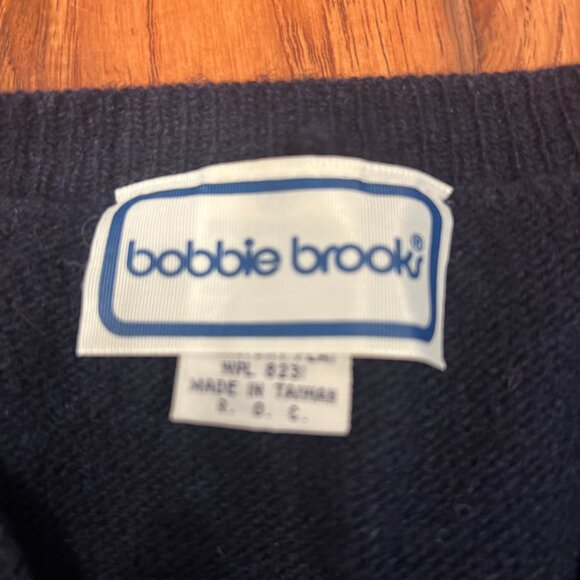 bobbie brooks®
WPL 8231
MADE IN TAIWAN
R. O. C.